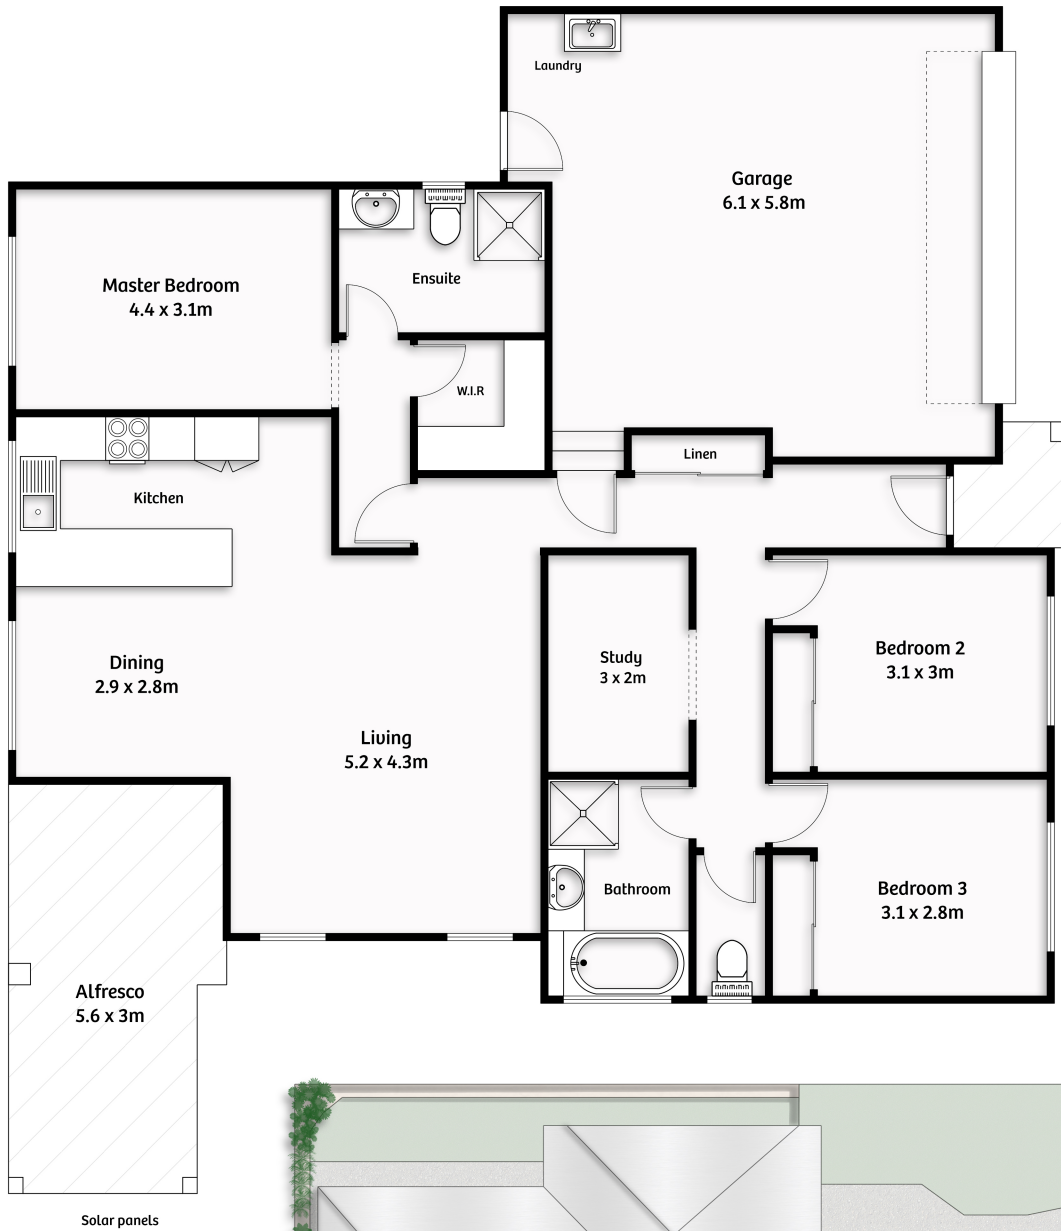 Laundry
Garage
6.1 x 5.8m
Master Bedroom
4.4 x 3.1m
Ensuite
W.I.R
Linen
Kitchen
Dining
2.9 x 2.8m
Living
5.2 x 4.3m
Study
3 x 2m
Bedroom 2
3.1 x 3m
Bathroom
Bedroom 3
3.1 x 2.8m
Alfresco
5.6 x 3m
Solar panels